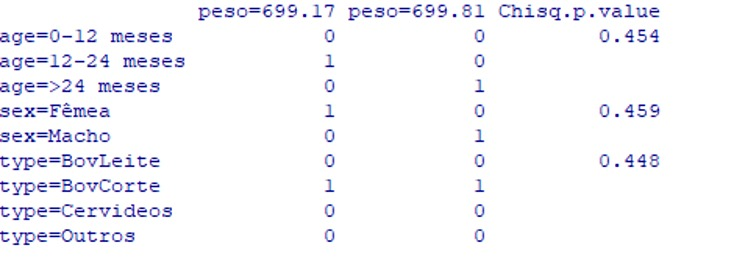 peso=699.17 peso=699.81 Chisq.p.value
age=0-12 meses 0 0 0.454
age=12-24 meses 1 0
age=>24 meses 0 1
sex=Fêmea 1 0 0.459
sex=Macho 0 1
type=BovLeite 0 0 0.448
type=BovCorte 1 1
type=Cervideos 0 0
type=Outros 0 0